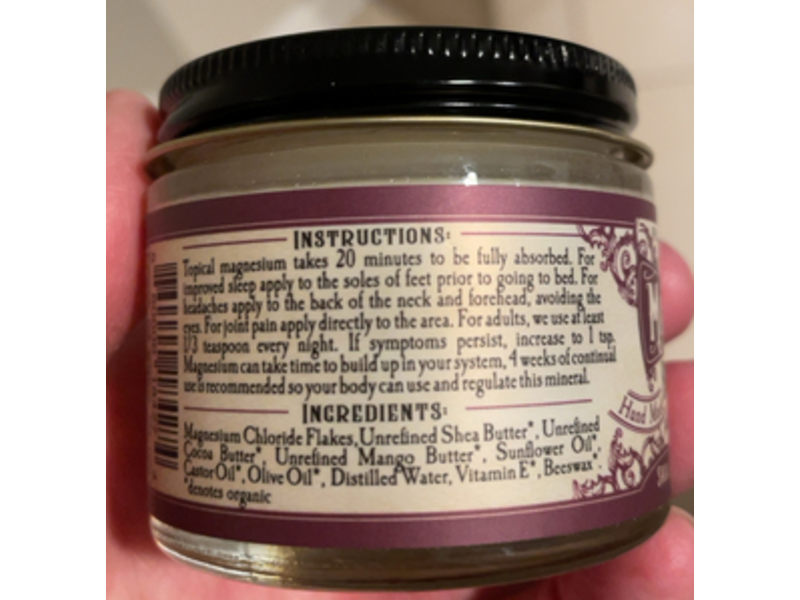 INSTRUCTIONS:
Topical magnesium takes 20 minutes to be fully absorbed. For
improved sleep apply to the soles of feet prior to going to bed. For
headaches apply to the back of the neck and forehead, avoiding the
eyes. For joint pain apply directly to the area. For adults, we use at least
1/3 teaspoon every night. If symptoms persist, increase to 1 tsp.
Magnesium can take time to build up in your system, 4 weeks of continual
use is recommended so your body can use and regulate this mineral.
INGREDIENTS:
Magnesium Chloride Flakes, Unrefined Shea Butter*, Unrefined
Cocoa Butter*, Unrefined Mango Butter*, Sunflower Oil*,
Castor Oil*, Olive Oil*, Distilled Water, Vitamin E*, Beeswax*.
*denotes organic
Hand